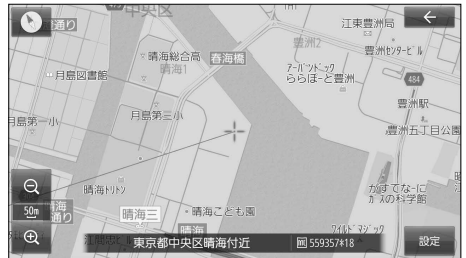 中央区
通り
江東豊洲局
豊洲2
豊洲センタービル
晴海総合高
晴海1
春海橋
アーバンドック
ららぽーと豊洲
月島図書館
484
豊洲駅
月島第一小
月島第三小
豊洲五丁目公園
がすてなーに
ガスの科学館
晴海トリトン
50m
晴海
通り
晴海三
晴海こども園
晴海
東京都中央区晴海付近
559357*18
設定